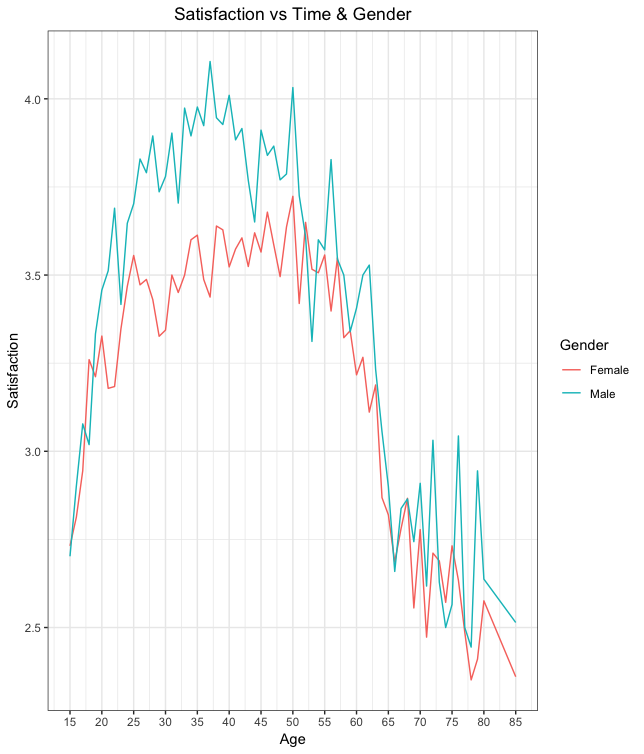 Satisfaction vs Time & Gender
4.0
3.5
3.0
2.5
Satisfaction
15 20 25 30 35 40 45 50 55 60 65 70 75 80 85
Age
Gender
Female
Male